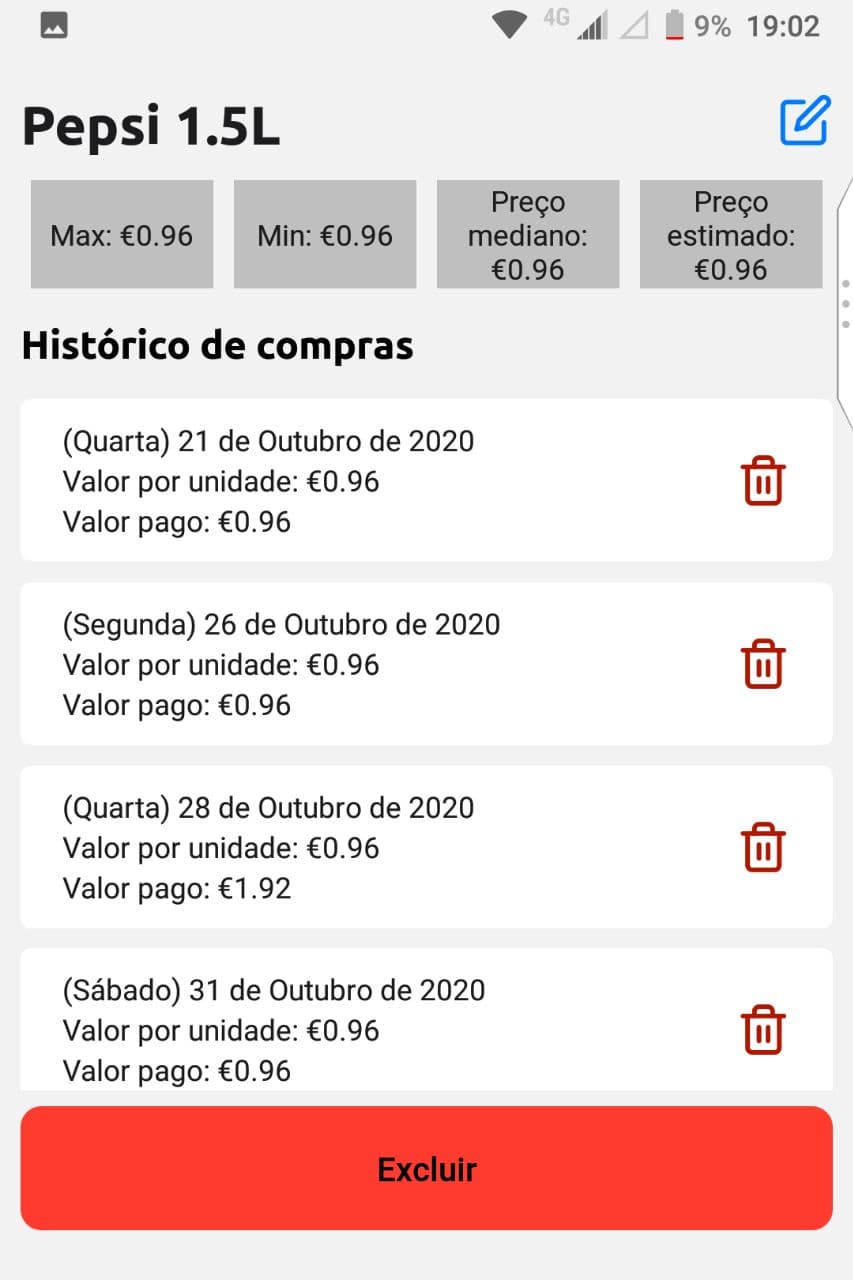 4G 9% 19:02
Pepsi 1.5L
Max: €0.96
Min: €0.96
Preço
mediano:
€0.96
Preço
estimado:
€0.96
Histórico de compras
(Quarta) 21 de Outubro de 2020
Valor por unidade: €0.96
Valor pago: €0.96
(Segunda) 26 de Outubro de 2020
Valor por unidade: €0.96
Valor pago: €0.96
(Quarta) 28 de Outubro de 2020
Valor por unidade: €0.96
Valor pago: €1.92
(Sábado) 31 de Outubro de 2020
Valor por unidade: €0.96
Valor pago: €0.96
Excluir